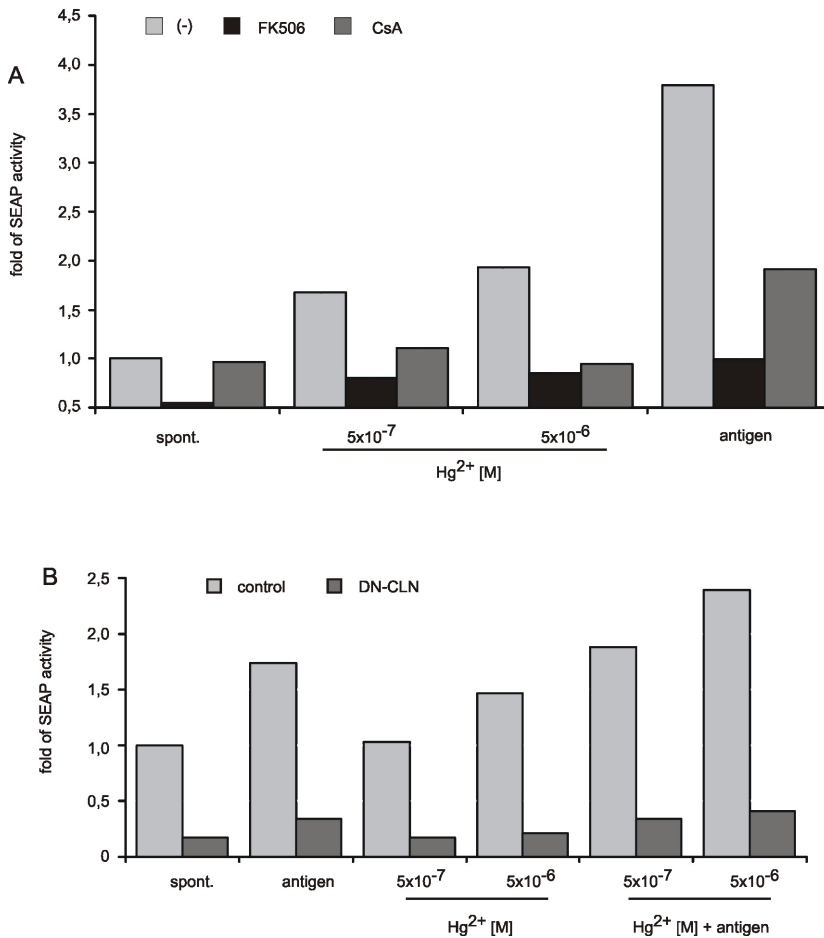 4,5
(-) FK506 CsA
4,0
A
3,5
3,0
2,5
2,0
1,5
1,0
0,5
fold of SEAP activity
spont. 5x10⁻⁷ 5x10⁻⁶ antigen
Hg²⁺ [M]
B
2,5
control DN-CLN
2,0
1,5
1,0
0,5
0
fold of SEAP activity
spont. antigen 5x10⁻⁷ 5x10⁻⁶ 5x10⁻⁷ 5x10⁻⁶
Hg²⁺ [M] Hg²⁺ [M] + antigen